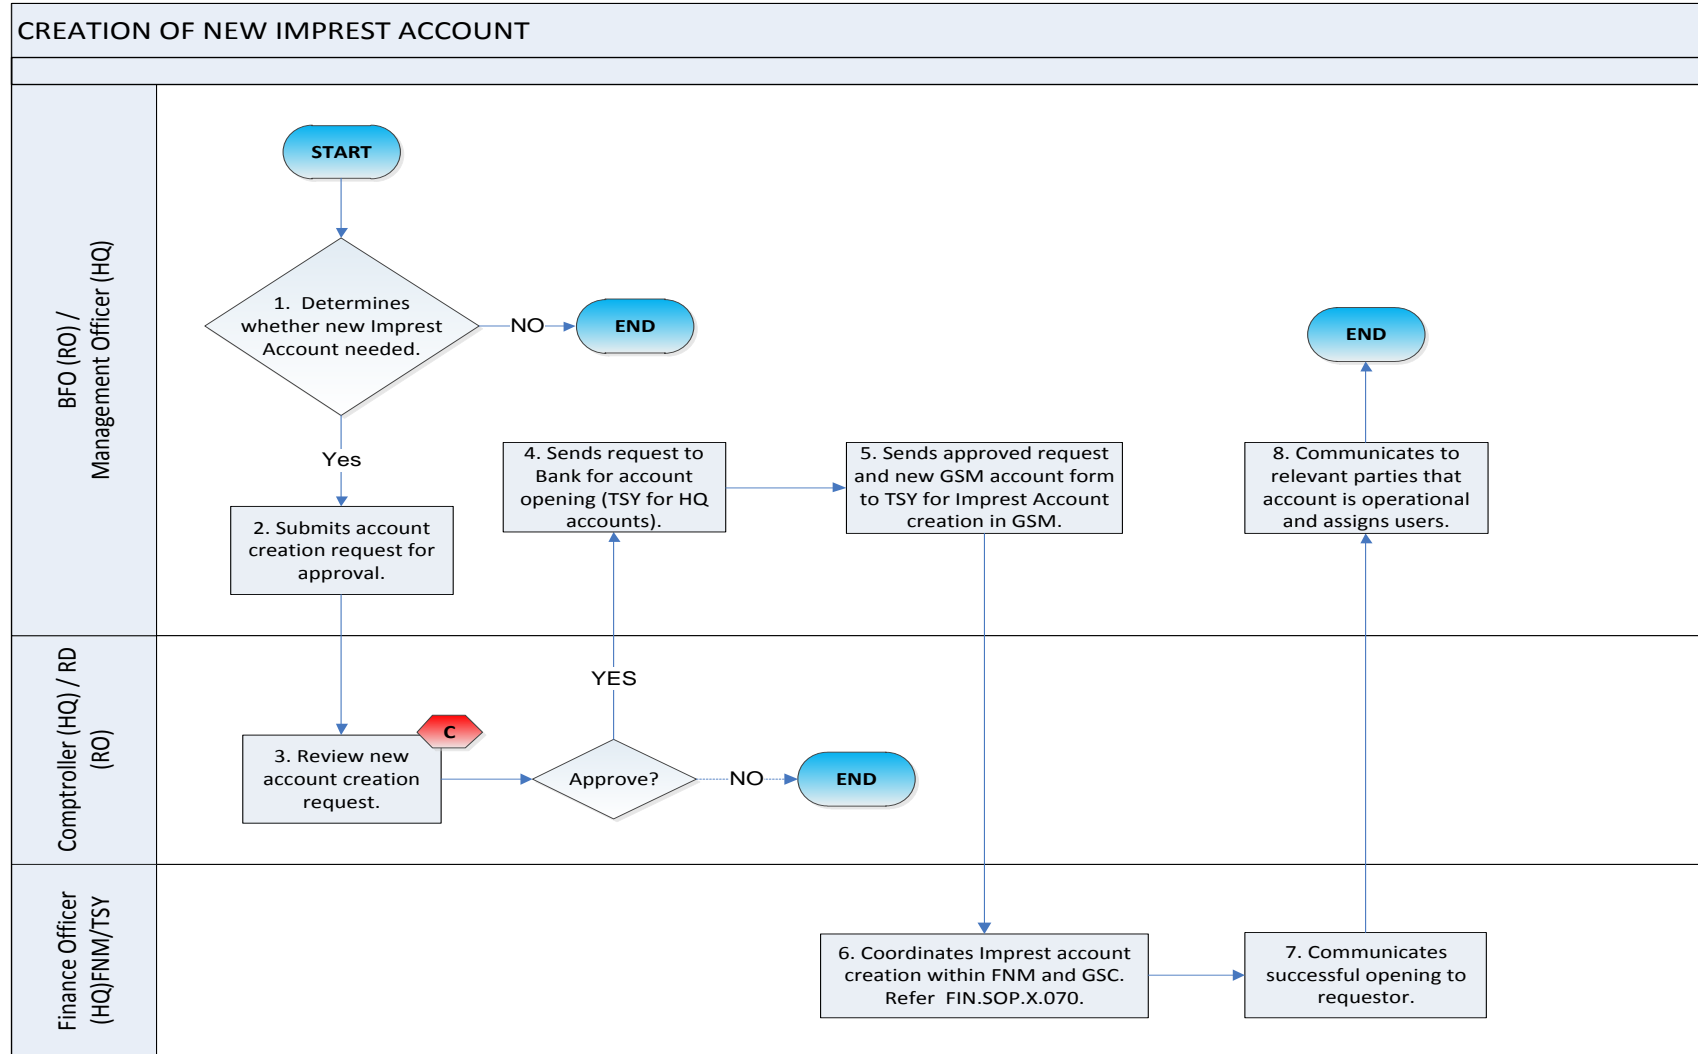 CREATION OF NEW IMPREST ACCOUNT
BFO (RO) /
Management Officer (HQ)
START
1. Determines
whether new Imprest
Account needed.
NO
END
Yes
2. Submits account
creation request for
approval.
4. Sends request to
Bank for account
opening (TSY for HQ
accounts).
5. Sends approved request
and new GSM account form
to TSY for Imprest Account
creation in GSM.
8. Communicates to
relevant parties that
account is operational
and assigns users.
END
Comptroller (HQ) / RD
(RO)
C
3. Review new
account creation
request.
Approve?
YES
NO
END
Finance Officer
(HQ)FNM/TSY
6. Coordinates Imprest account
creation within FNM and GSC.
Refer FIN.SOP.X.070.
7. Communicates
successful opening to
requestor.